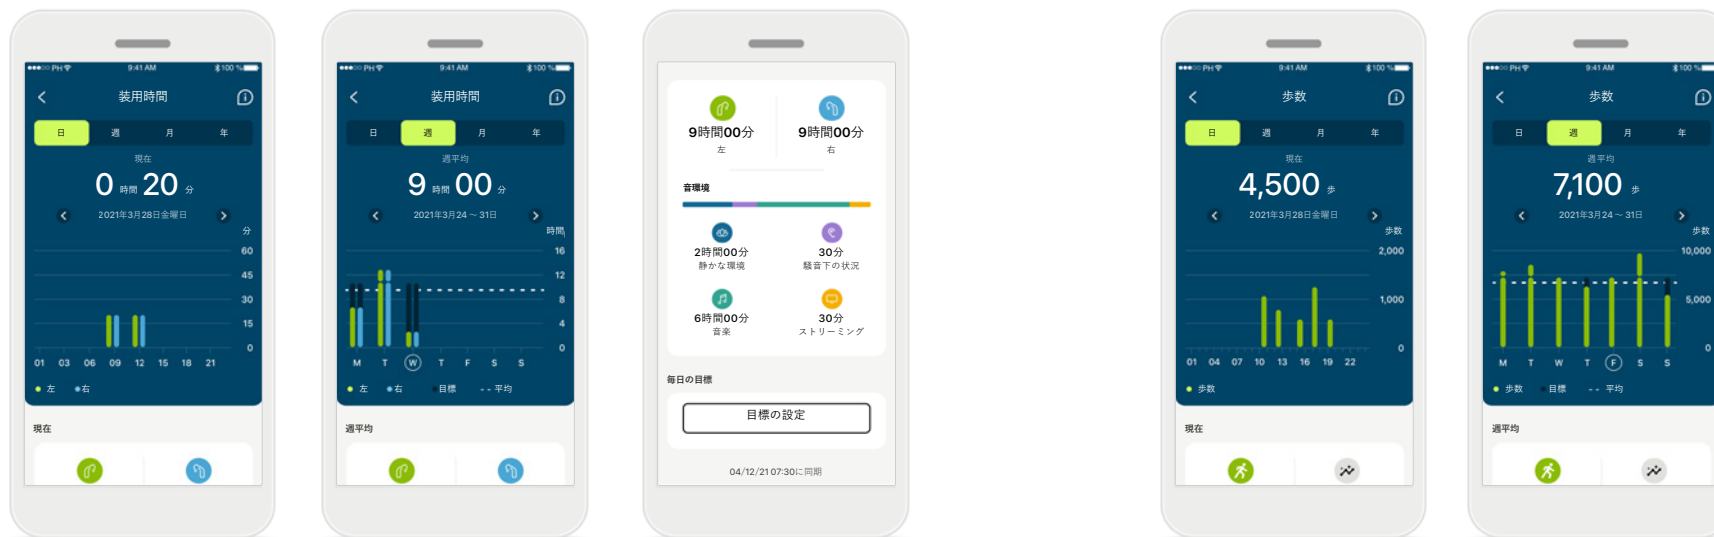 PH 9:41 AM 100 %
装用時間
日 週 月 年
現在
0 時間 20 分
2021年3月28日金曜日
分
60
45
30
15
0
01 03 06 09 12 15 18 21
左 右
現在
PH 9:41 AM 100 %
装用時間
日 週 月 年
週平均
9 時間 00 分
2021年3月24 ～ 31日
時間
16
12
8
4
0
M T W T F S S
左 右 目標 -- 平均
週平均
9時間00分 9時間00分
左 右
音環境
2時間00分 30分
静かな環境 騒音下の状況
6時間00分 30分
音楽 ストリーミング
毎日の目標
目標の設定
04/12/21 07:30に同期
PH 9:41 AM 100 %
歩数
日 週 月 年
現在
4,500 歩
2021年3月28日金曜日
歩数
2,000
1,000
0
01 04 07 10 13 16 19 22
歩数
現在
PH 9:41 AM 100 %
歩数
日 週 月 年
週平均
7,100 歩
2021年3月24 ～ 31日
歩数
10,000
5,000
0
M T W T F S S
歩数 目標 -- 平均
週平均